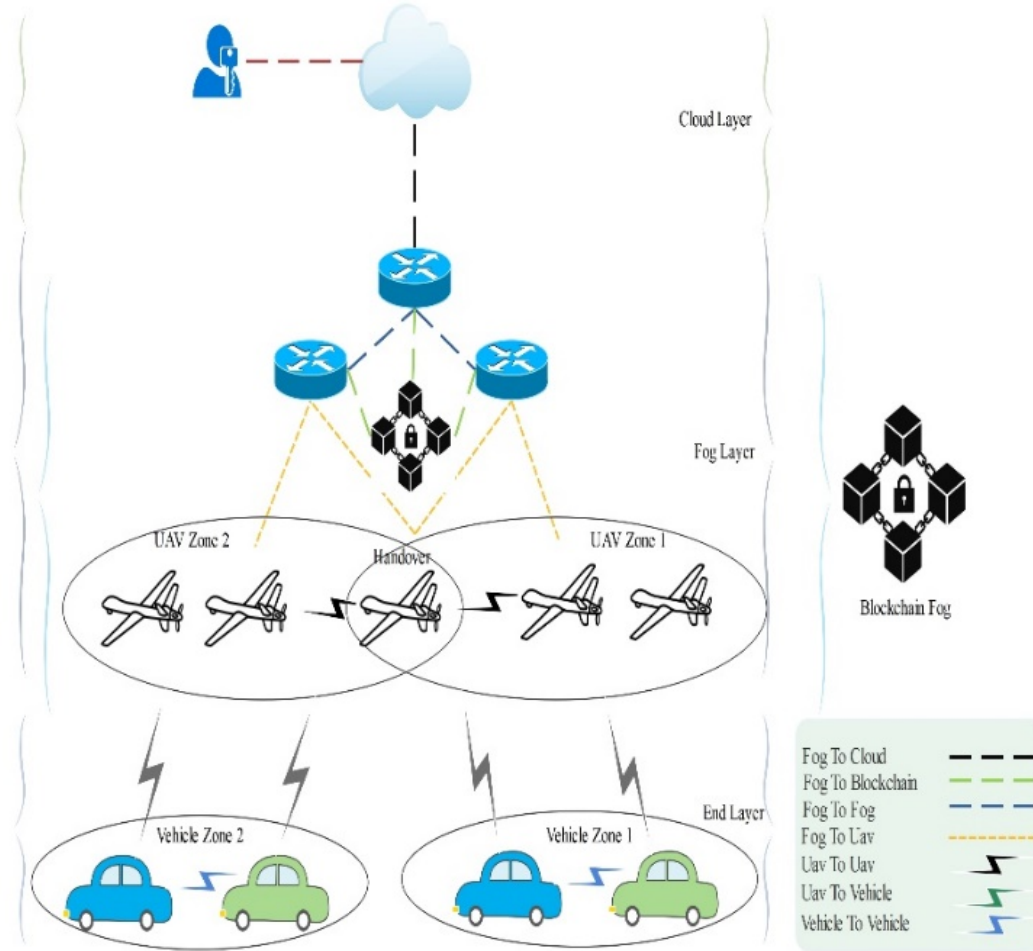 Cloud Layer
Fog Layer
UAV Zone 2
UAV Zone 1
Handover
Blockchain Fog
End Layer
Vehicle Zone 2
Vehicle Zone 1
Fog To Cloud
Fog To Blockchain
Fog To Fog
Fog To Uav
Uav To Uav
Uav To Vehicle
Vehicle To Vehicle